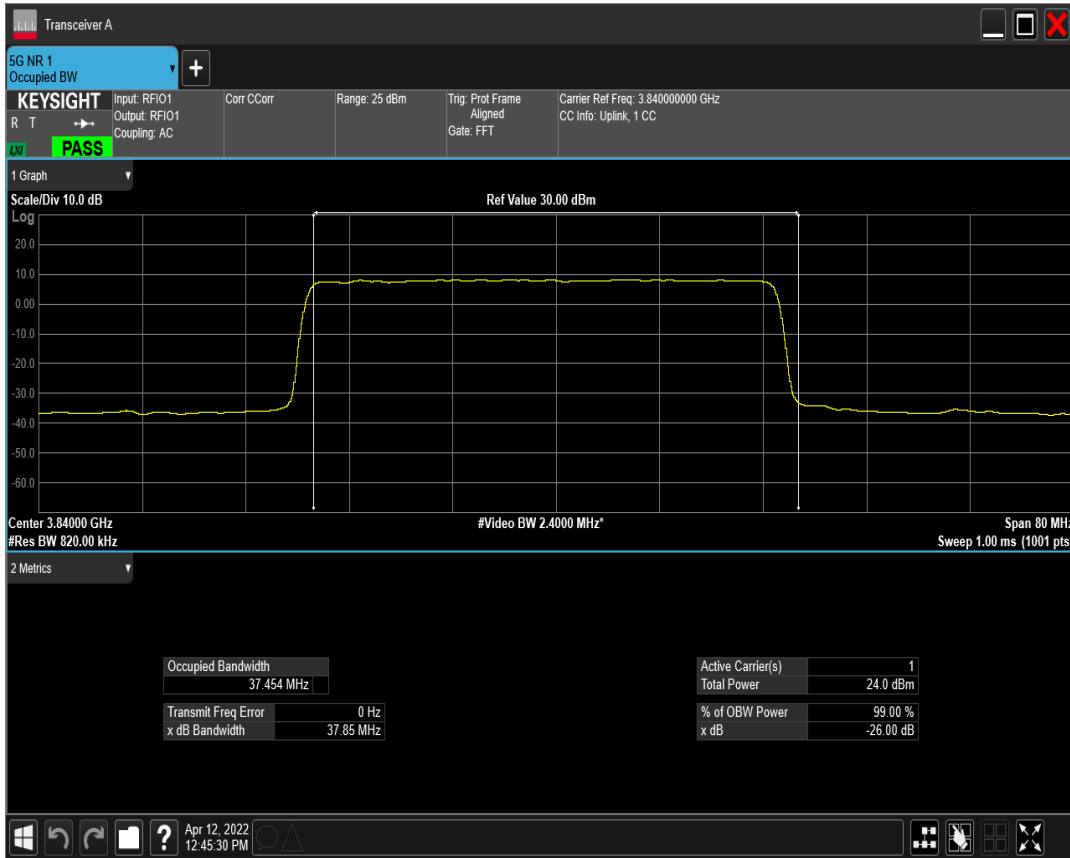 Transceiver A
5G NR 1
Occupied BW
KEYSIGHT
R T
LXI
PASS
Input: RFIO1
Output: RFIO1
Coupling: AC
Corr CCorr
Range: 25 dBm
Trig: Prot Frame
Aligned
Gate: FFT
Carrier Ref Freq: 3.840000000 GHz
CC Info: Uplink, 1 CC
1 Graph
Scale/Div 10.0 dB
Ref Value 30.00 dBm
Log
20.0
10.0
0.00
-10.0
-20.0
-30.0
-40.0
-50.0
-60.0
Center 3.84000 GHz
#Video BW 2.4000 MHz*
Span 80 MHz
#Res BW 820.00 kHz
Sweep 1.00 ms (1001 pts
2 Metrics
Occupied Bandwidth
37.454 MHz
Transmit Freq Error 0 Hz
x dB Bandwidth 37.85 MHz
Active Carrier(s) 1
Total Power 24.0 dBm
% of OBW Power 99.00 %
x dB -26.00 dB
?
Apr 12, 2022
12:45:30 PM